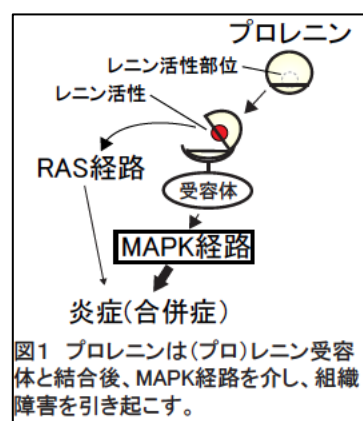 プロレニン
レニン活性部位
レニン活性
RAS経路
受容体
MAPK経路
炎症(合併症)
図1 プロレニンは(プロ)レニン受容
体と結合後、MAPK経路を介し、組織
障害を引き起こす。